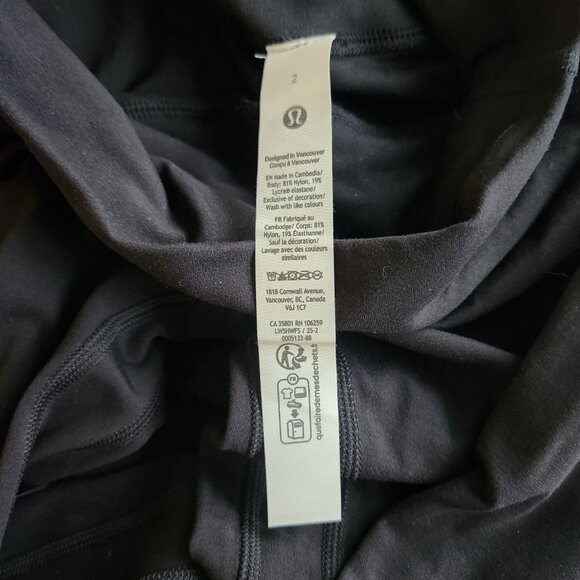 2
Designed in Vancouver
Conçu à Vancouver
EN Made in Cambodia/
Body: 81% Nylon, 19%
Lycra® elastane/
Exclusive of decoration/
Wash with like colours
FR Fabriqué au
Cambodge/ Corps: 81%
Nylon, 19% Élasthanne/
Sauf la décoration/
Lavage avec des couleurs
similaires
1818 Cornwall Avenue,
Vancouver, BC, Canada
V6J 1C7
CA 35801 RN 106259
LW5HWFS / 25-2
0005133-88
FR
quefairedemesdechets.fr